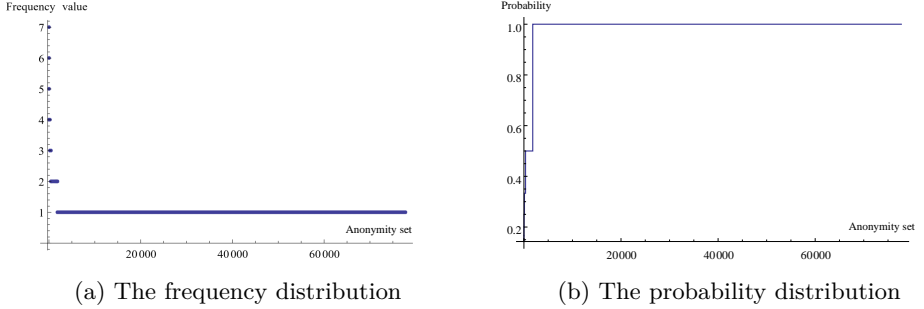 Frequency value
7
6
5
4
3
2
1
Anonymity set
20000 40000 60000
(a) The frequency distribution
Probability
1.0
0.8
0.6
0.4
0.2
Anonymity set
20000 40000 60000
(b) The probability distribution